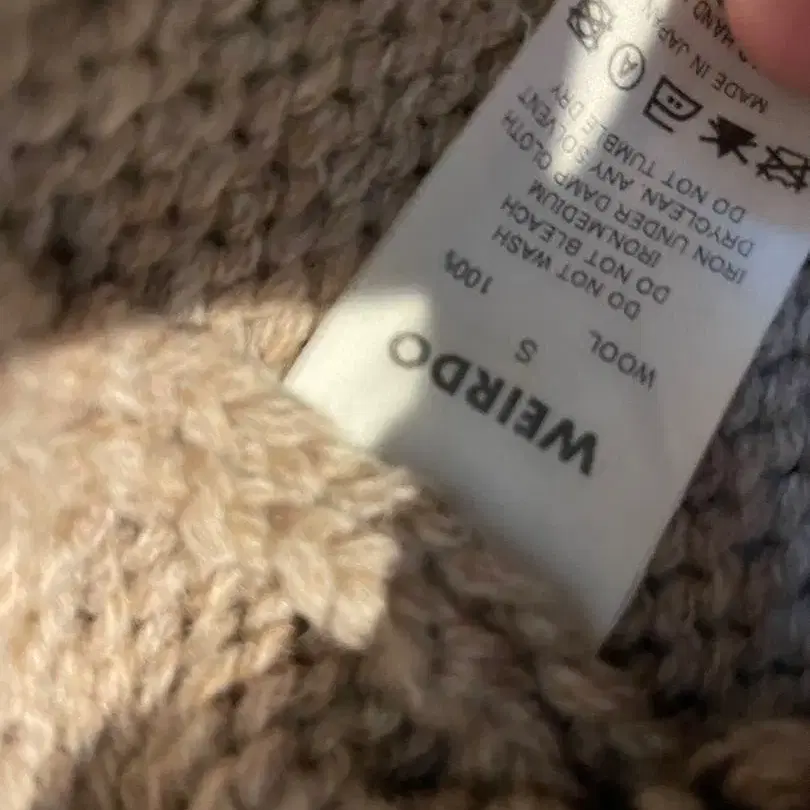 WEIRDO
S
WOOL 100%
DO NOT WASH
DO NOT BLEACH
IRON.MEDIUM
IRON UNDER DAMP CLOTH
DRYCLEAN. ANY SOLVENT
DO NOT TUMBLE DRY
A
MADE IN JAPAN
HAND